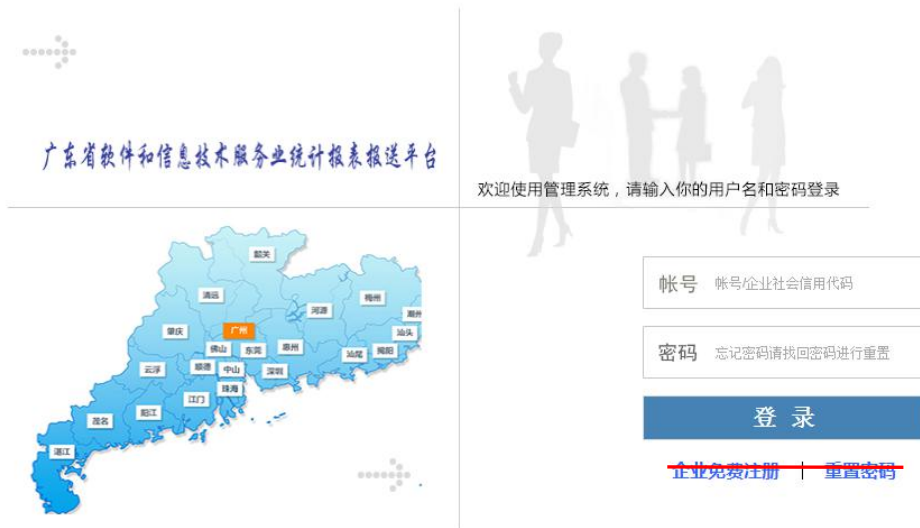 广东省软件和信息技术服务业统计报表报送平台
欢迎使用管理系统，请输入你的用户名和密码登录
韶关
清远
河源
梅州
潮州
肇庆
广州
汕头
佛山
东莞
惠州
汕尾
揭阳
云浮
顺德
中山
深圳
珠海
江门
阳江
茂名
湛江
帐号 帐号/企业社会信用代码
密码 忘记密码请找回密码进行重置
登 录
企业免费注册 | 重置密码